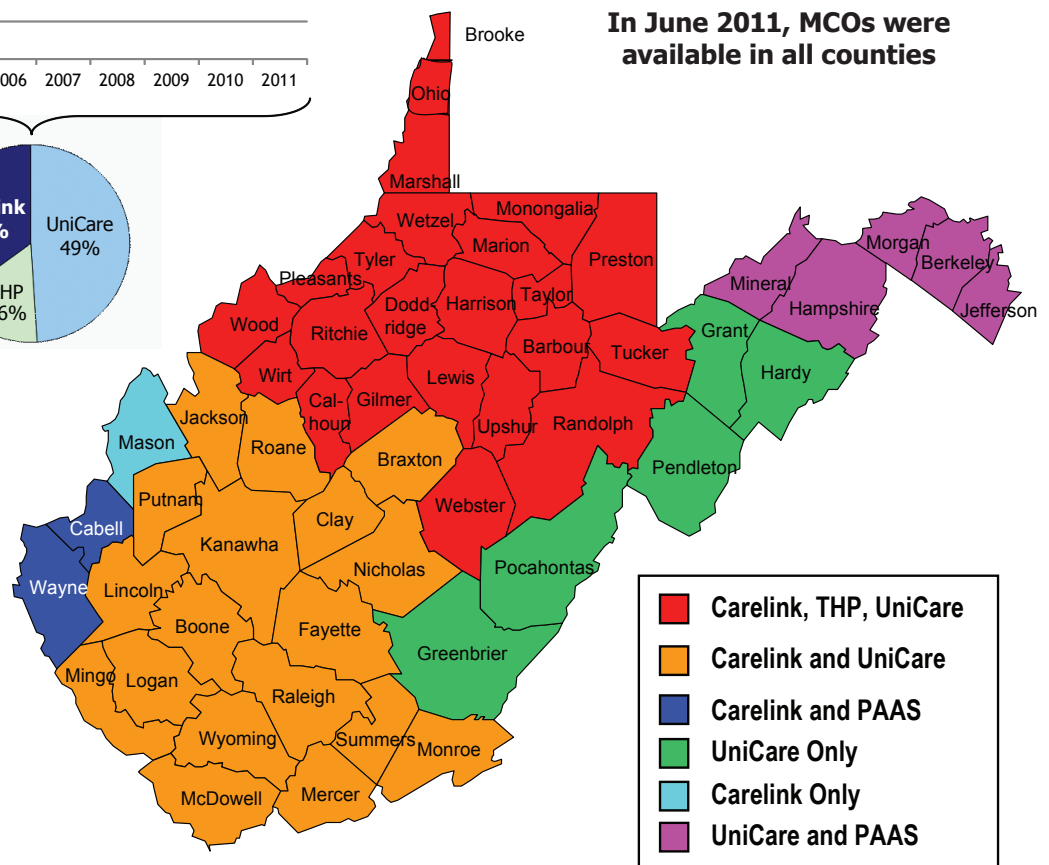 In June 2011, MCOs were
available in all counties
2007 2008 2009 2010 2011
UniCare
49%
Brooke
Ohio
Marshall
Wetzel
Monongalia
Marion
Preston
Tyler
Pleasants
Dodd-
ridge
Harrison
Taylor
Wood
Ritchie
Barbour
Tucker
Wirt
Cal-
houn
Gilmer
Lewis
Upshur
Randolph
Webster
Mineral
Hampshire
Morgan
Berkeley
Jefferson
Grant
Hardy
Pendleton
Pocahontas
Greenbrier
Mason
Jackson
Roane
Braxton
Putnam
Cabell
Wayne
Kanawha
Clay
Nicholas
Lincoln
Boone
Fayette
Mingo
Logan
Raleigh
Wyoming
Summers
Monroe
McDowell
Mercer
Carelink, THP, UniCare
Carelink and UniCare
Carelink and PAAS
UniCare Only
Carelink Only
UniCare and PAAS